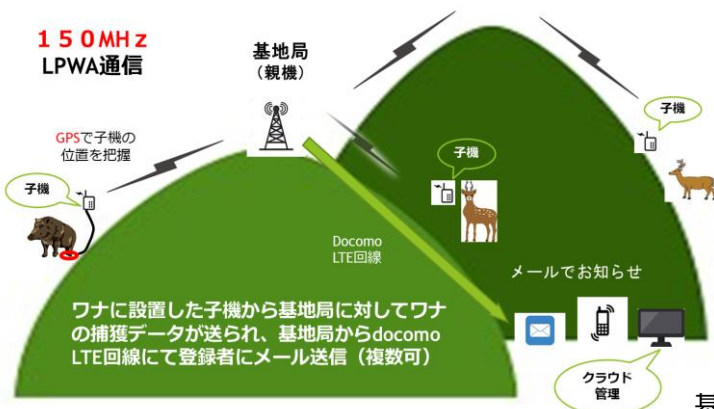 １５０MHｚ
LPWA通信
基地局
（親機）
GPSで子機の
位置を把握
子機
子機
子機
Docomo
LTE回線
メールでお知らせ
ワナに設置した子機から基地局に対してワナ
の捕獲データが送られ、基地局からdocomo
LTE回線にて登録者にメール送信（複数可）
クラウド
管理